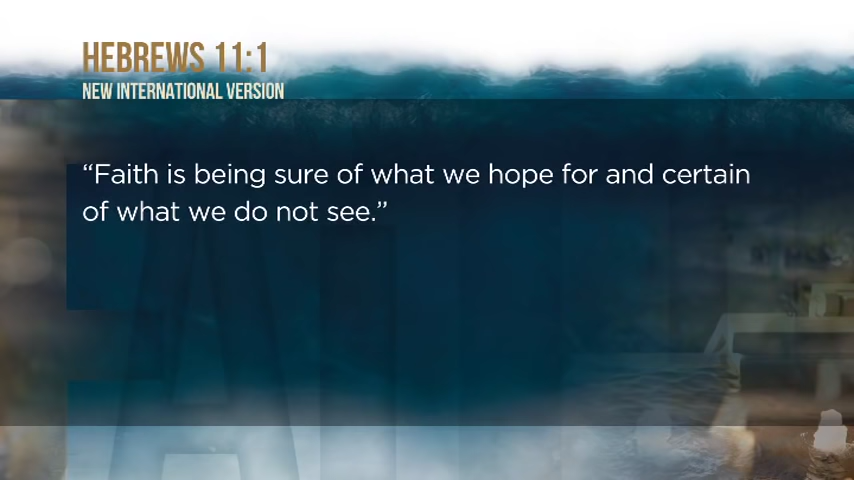 HEBREWS 11:1
NEW INTERNATIONAL VERSION
“Faith is being sure of what we hope for and certain
of what we do not see.”